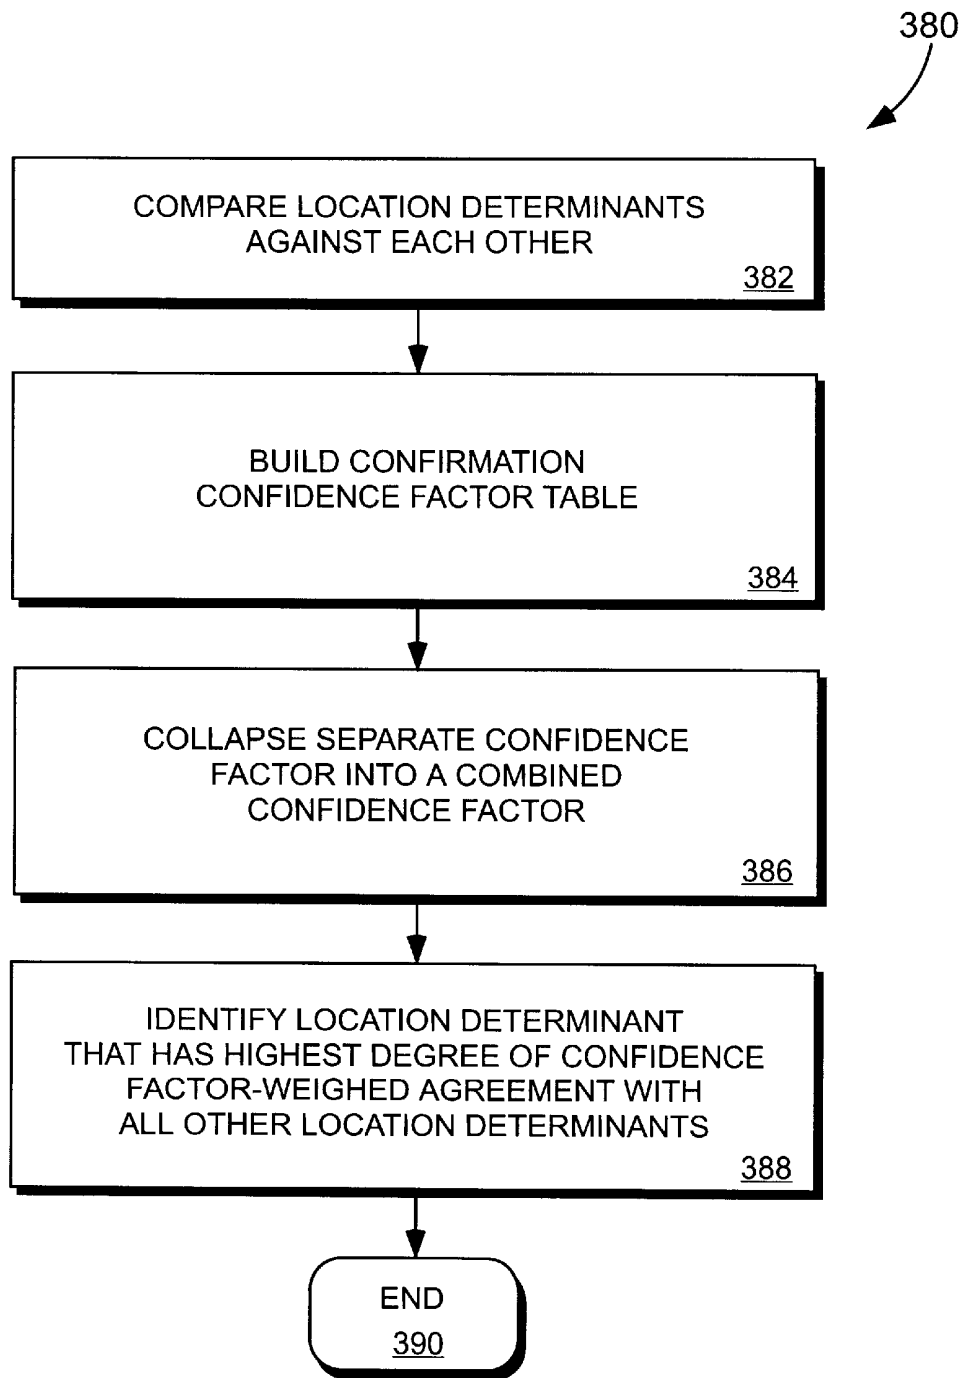 380
COMPARE LOCATION DETERMINANTS
AGAINST EACH OTHER
382
BUILD CONFIRMATION
CONFIDENCE FACTOR TABLE
384
COLLAPSE SEPARATE CONFIDENCE
FACTOR INTO A COMBINED
CONFIDENCE FACTOR
386
IDENTIFY LOCATION DETERMINANT
THAT HAS HIGHEST DEGREE OF CONFIDENCE
FACTOR-WEIGHED AGREEMENT WITH
ALL OTHER LOCATION DETERMINANTS
388
END
390